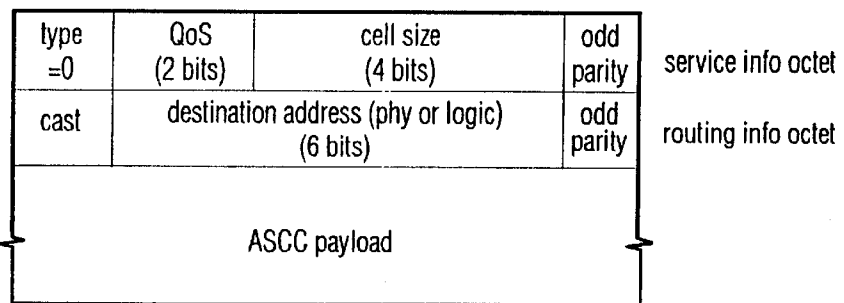 type
=0
QoS
(2 bits)
cell size
(4 bits)
odd
parity
service info octet
cast
destination address (phy or logic)
(6 bits)
odd
parity
routing info octet
ASCC payload